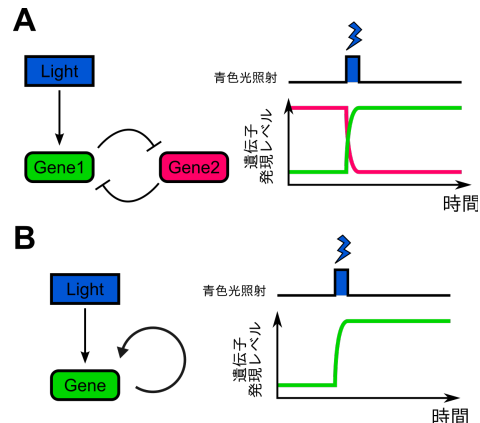 A
Light
Gene1
Gene2
青色光照射
遺伝子
発現レベル
時間
B
Light
Gene
青色光照射
遺伝子
発現レベル
時間